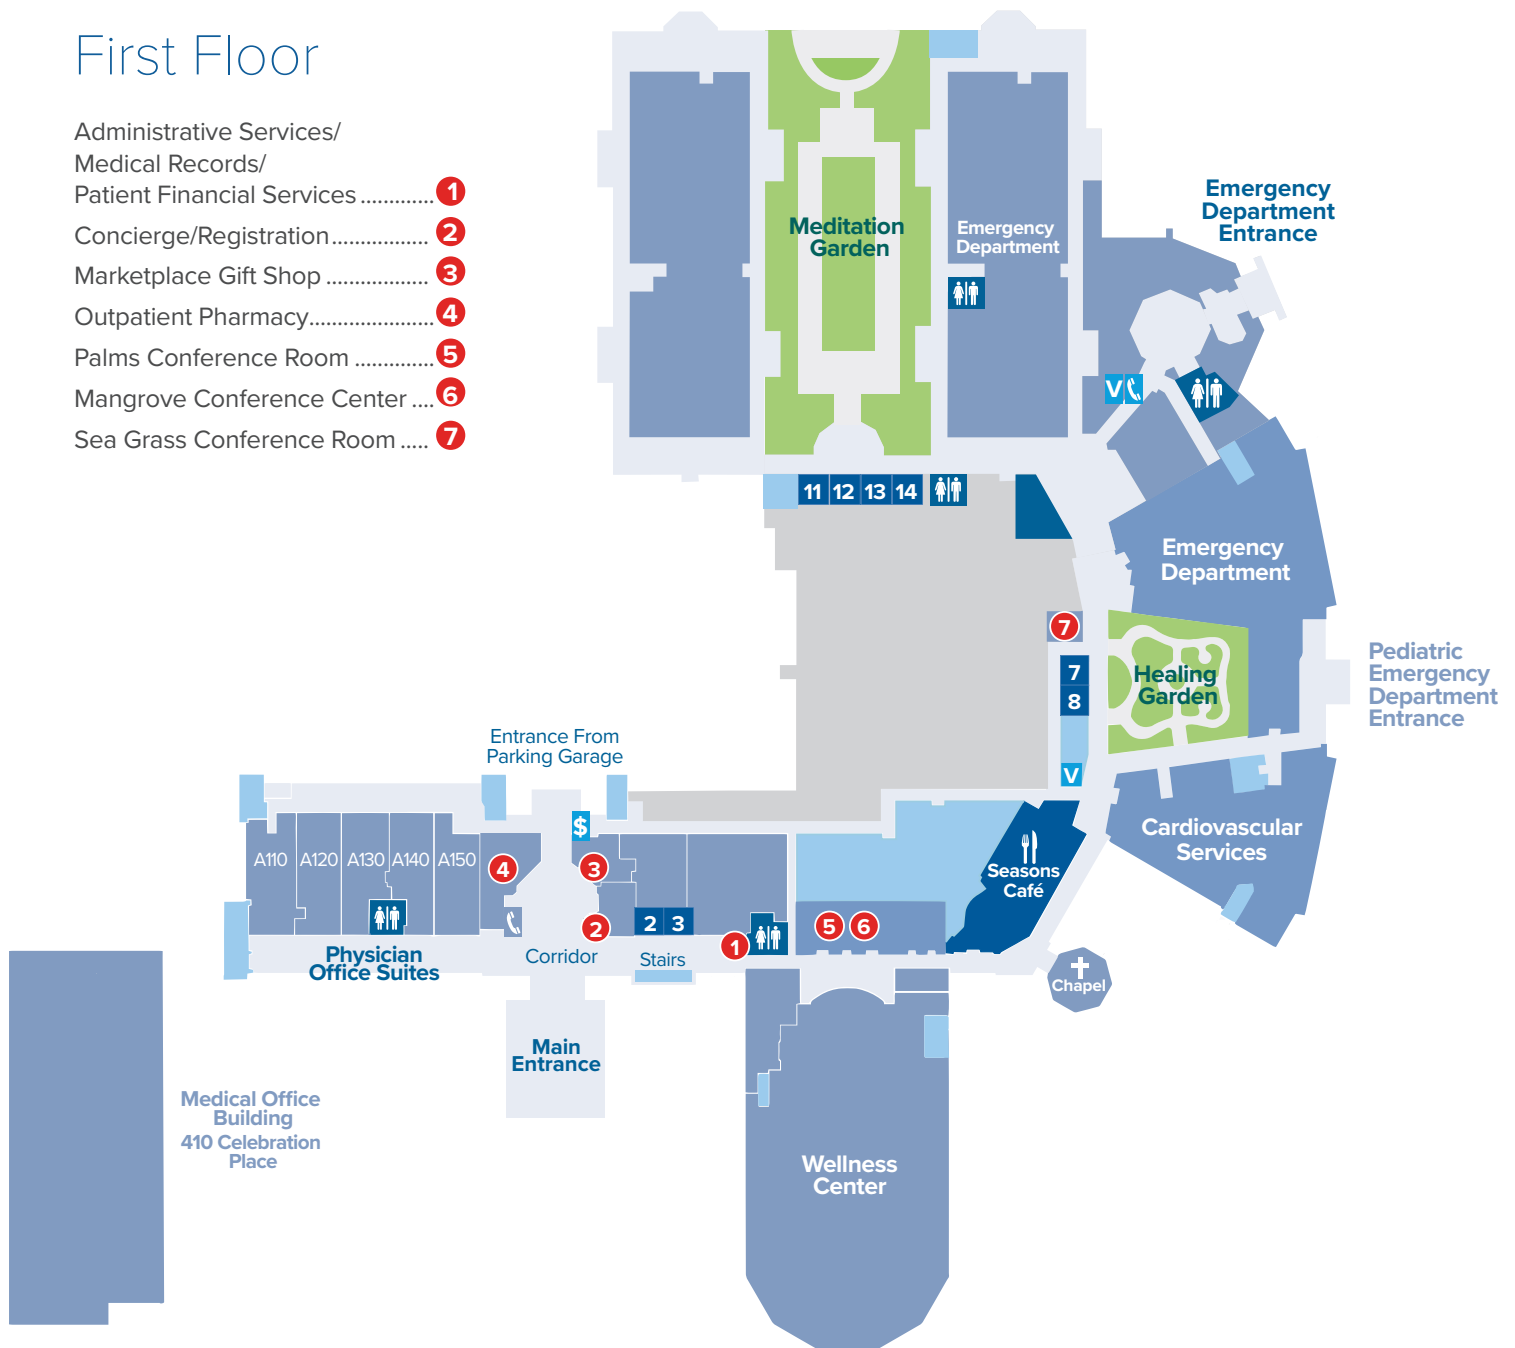 First Floor
Administrative Services/
Medical Records/
Patient Financial Services ............. 1
Concierge/Registration ................ 2
Marketplace Gift Shop .................. 3
Outpatient Pharmacy ...................... 4
Palms Conference Room .............. 5
Mangrove Conference Center .... 6
Sea Grass Conference Room ..... 7
Meditation
Garden
Emergency
Department
Emergency
Department
Entrance
V
11 12 13 14
Emergency
Department
7
7
8
Healing
Garden
Pediatric
Emergency
Department
Entrance
V
Entrance From
Parking Garage
$
A110 A120 A130 A140 A150
4
3
Cardiovascular
Services
Seasons
Café
2
2 3
1
5 6
Physician
Office Suites
Corridor
Stairs
Chapel
Main
Entrance
Medical Office
Building
410 Celebration
Place
Wellness
Center